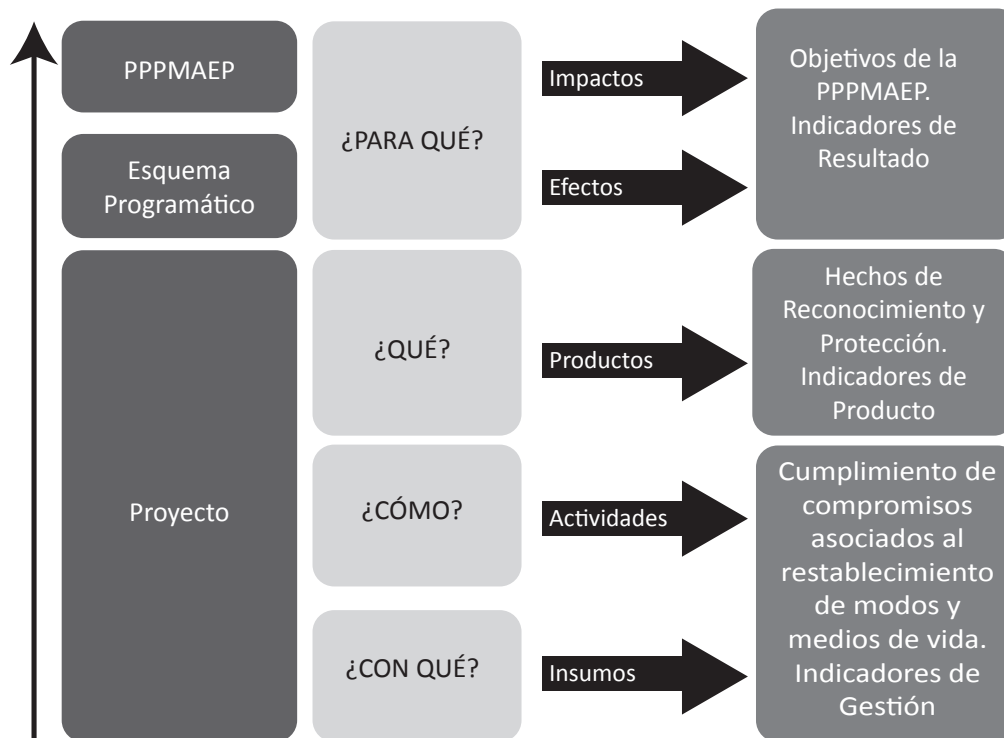 PPPMAEP
Esquema
Programático
Proyecto
¿PARA QUÉ?
¿QUÉ?
¿CÓMO?
¿CON QUÉ?
Impactos
Efectos
Productos
Actividades
Insumos
Objetivos de la
PPPMAEP.
Indicadores de
Resultado
Hechos de
Reconocimiento y
Protección.
Indicadores de
Producto
Cumplimiento de
compromisos
asociados al
restablecimiento
de modos y
medios de vida.
Indicadores de
Gestión